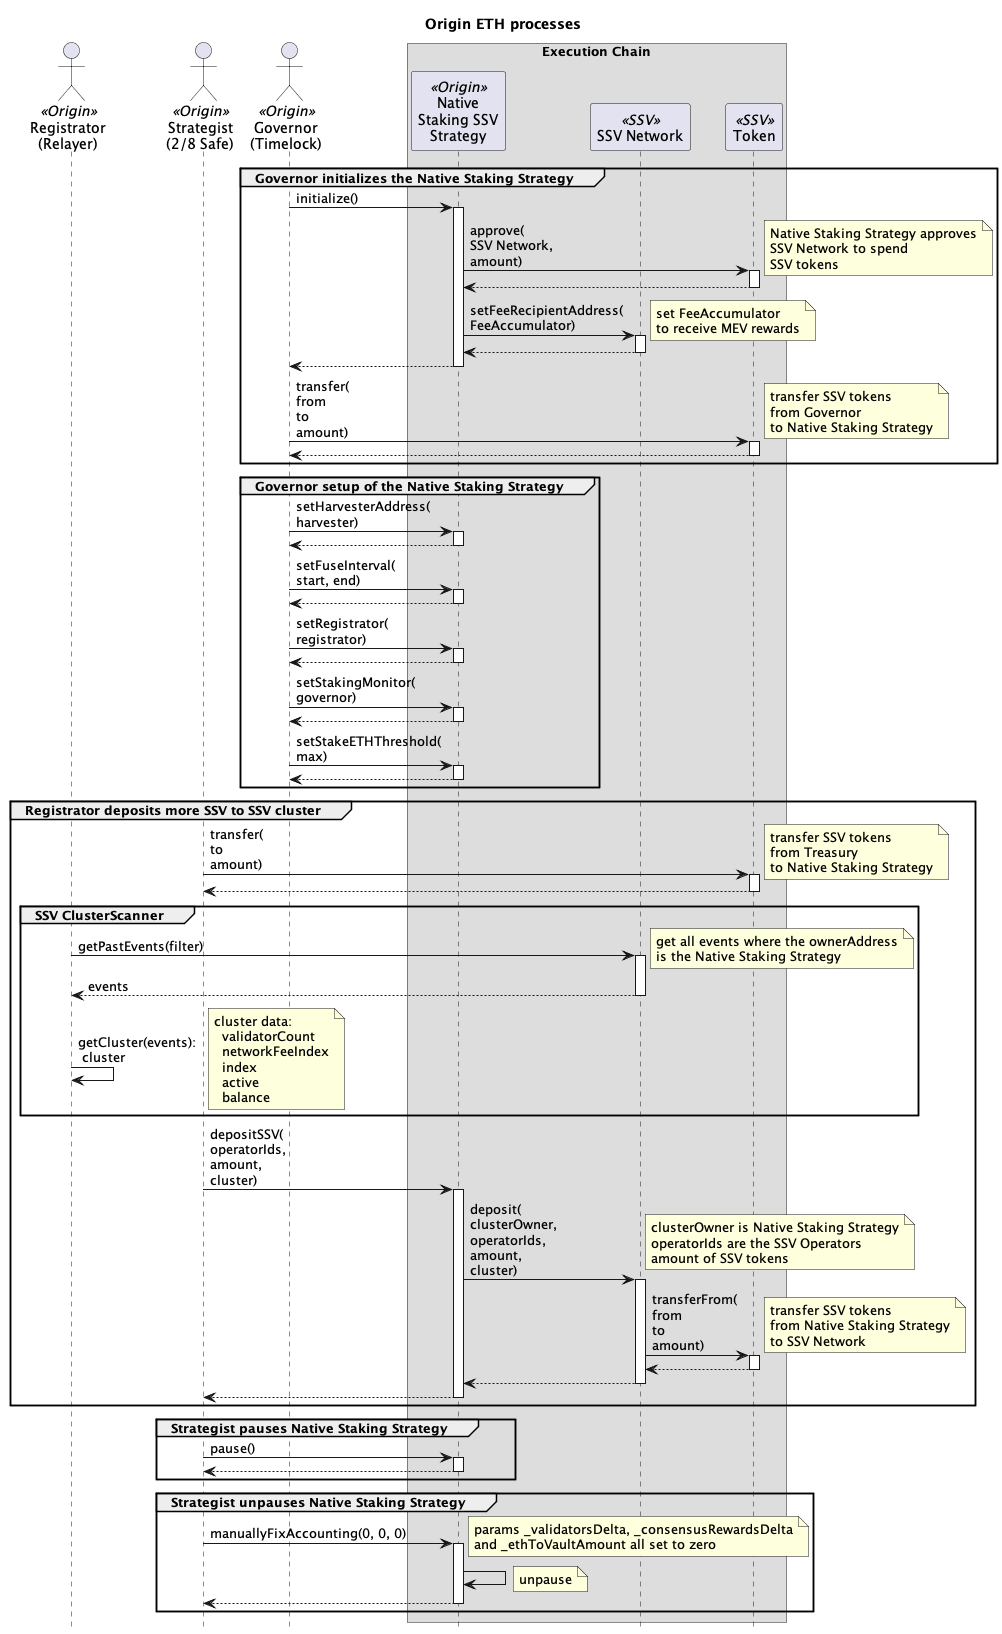 Origin ETH processes
Execution Chain
«Origin»
Registrator
(Relayer)
«Origin»
Strategist
(2/8 Safe)
«Origin»
Governor
(Timelock)
«Origin»
Native
Staking SSV
Strategy
«SSV»
SSV Network
«SSV»
Token
Governor initializes the Native Staking Strategy
initialize()
approve(
SSV Network,
amount)
Native Staking Strategy approves
SSV Network to spend
SSV tokens
setFeeRecipientAddress(
FeeAccumulator)
set FeeAccumulator
to receive MEV rewards
transfer(
from
to
amount)
transfer SSV tokens
from Governor
to Native Staking Strategy
Governor setup of the Native Staking Strategy
setHarvesterAddress(
harvester)
setFuseInterval(
start, end)
setRegistrator(
registrator)
setStakingMonitor(
governor)
setStakeETHThreshold(
max)
Registrator deposits more SSV to SSV cluster
transfer(
to
amount)
transfer SSV tokens
from Treasury
to Native Staking Strategy
SSV ClusterScanner
getPastEvents(filter)
get all events where the ownerAddress
is the Native Staking Strategy
events
getCluster(events):
cluster
cluster data:
validatorCount
networkFeeIndex
index
active
balance
depositSSV(
operatorIds,
amount,
cluster)
deposit(
clusterOwner,
operatorIds,
amount,
cluster)
clusterOwner is Native Staking Strategy
operatorIds are the SSV Operators
amount of SSV tokens
transferFrom(
from
to
amount)
transfer SSV tokens
from Native Staking Strategy
to SSV Network
Strategist pauses Native Staking Strategy
pause()
Strategist unpauses Native Staking Strategy
manuallyFixAccounting(0, 0, 0)
params _validatorsDelta, _consensusRewardsDelta
and _ethToVaultAmount all set to zero
unpause